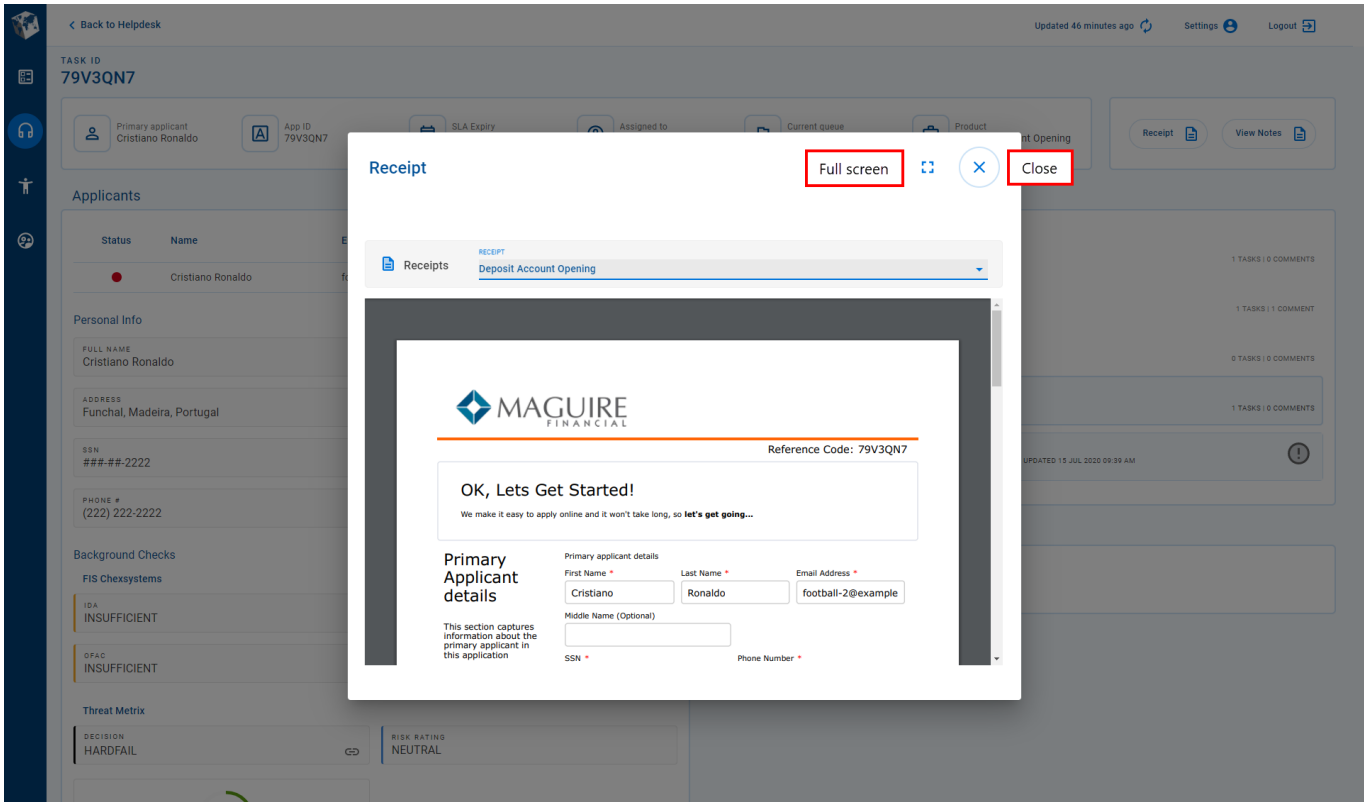 Back to Helpdesk
Updated 46 minutes ago
Settings
Logout
TASK ID
79V3QN7
Primary applicant
Cristiano Ronaldo
App ID
79V3QN7
SLA Expiry
Assigned to
Current queue
Product
nt Opening
Receipt
View Notes
Receipt
Full screen
Close
Applicants
Status
Name
E
Cristiano Ronaldo
fo
Receipts
RECEIPT
Deposit Account Opening
1 TASKS | 0 COMMENTS
1 TASKS | 1 COMMENT
0 TASKS | 0 COMMENTS
1 TASKS | 0 COMMENTS
UPDATED 15 JUL 2020 09:39 AM
Personal Info
FULL NAME
Cristiano Ronaldo
ADDRESS
Funchal, Madeira, Portugal
SSN
###-##-2222
PHONE #
(222) 222-2222
Background Checks
FIS Chexsystems
IDA
INSUFFICIENT
OFAC
INSUFFICIENT
Threat Metrix
DECISION
HARDFAIL
RISK RATING
NEUTRAL
MAGUIRE
FINANCIAL
Reference Code: 79V3QN7
OK, Lets Get Started!
We make it easy to apply online and it won't take long, so let's get going...
Primary
Applicant
details
This section captures
information about the
primary applicant in
this application
Primary applicant details
First Name *
Last Name *
Email Address *
Cristiano
Ronaldo
football-2@example
Middle Name (Optional)
SSN *
Phone Number *